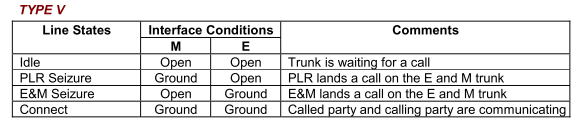 TYPE V
Line States Interface Conditions Comments
M E
Idle Open Open Trunk is waiting for a call
PLR Seizure Ground Open PLR lands a call on the E and M trunk
E&M Seizure Open Ground E&M lands a call on the E and M trunk
Connect Ground Ground Called party and calling party are communicating